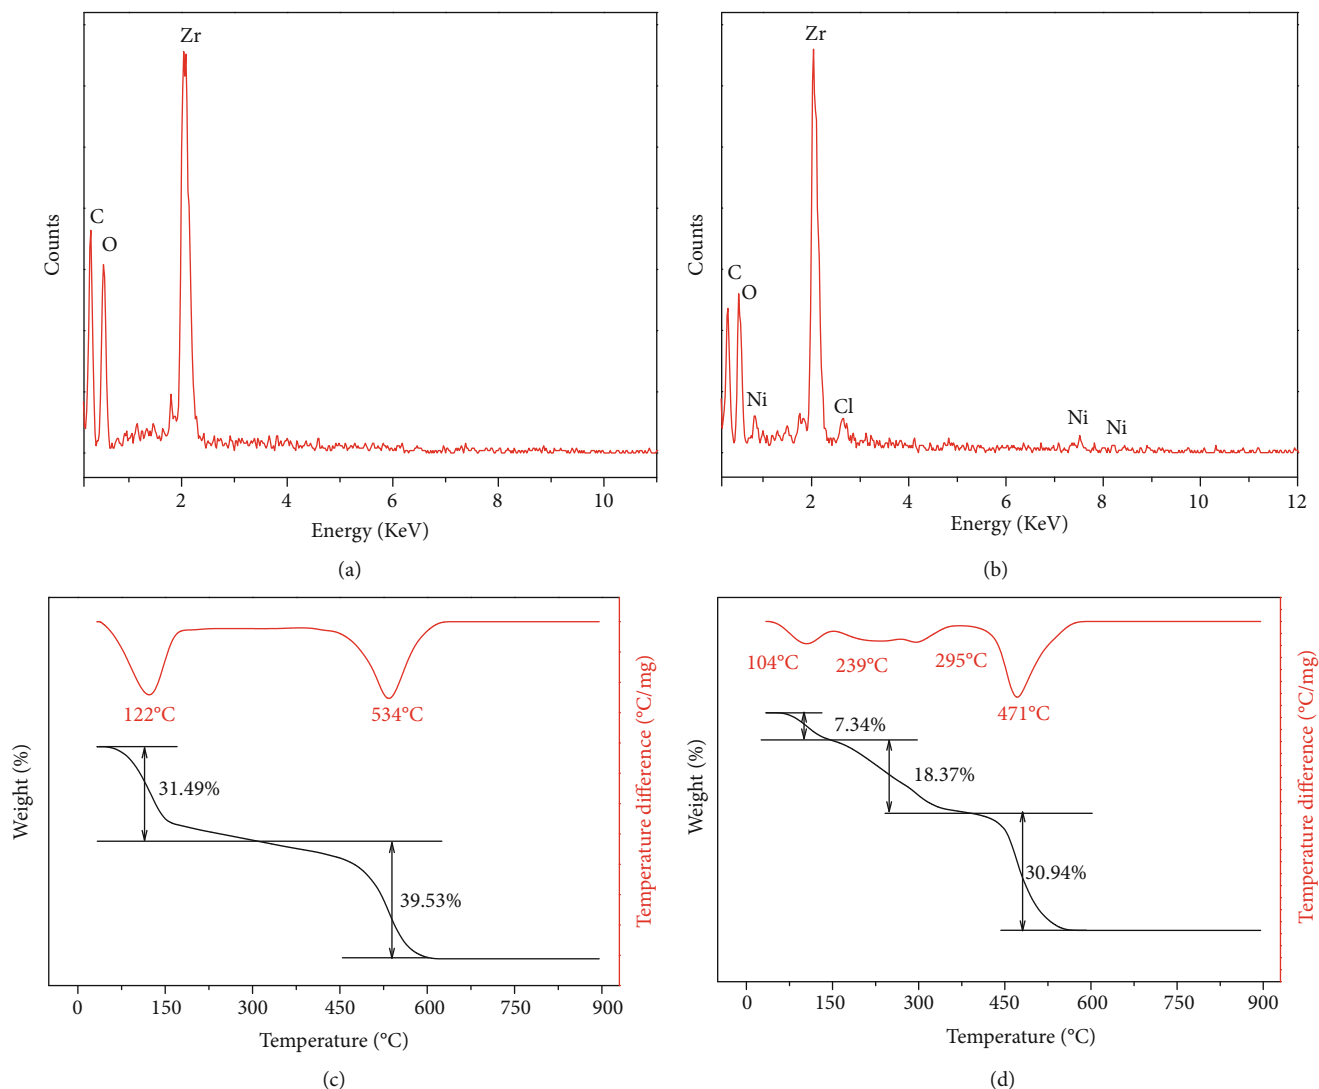 Zr
C
O
Counts
2
4
6
8
10
Energy (KeV)
(a)
Zr
C
O
Ni
Cl
Ni
Ni
Counts
2
4
6
8
10
12
Energy (KeV)
(b)
122°C
534°C
31.49%
39.53%
Weight (%)
Temperature difference (°C/mg)
0
150
300
450
600
750
900
Temperature (°C)
(c)
104°C
239°C
295°C
471°C
7.34%
18.37%
30.94%
Weight (%)
Temperature difference (°C/mg)
0
150
300
450
600
750
900
Temperature (°C)
(d)